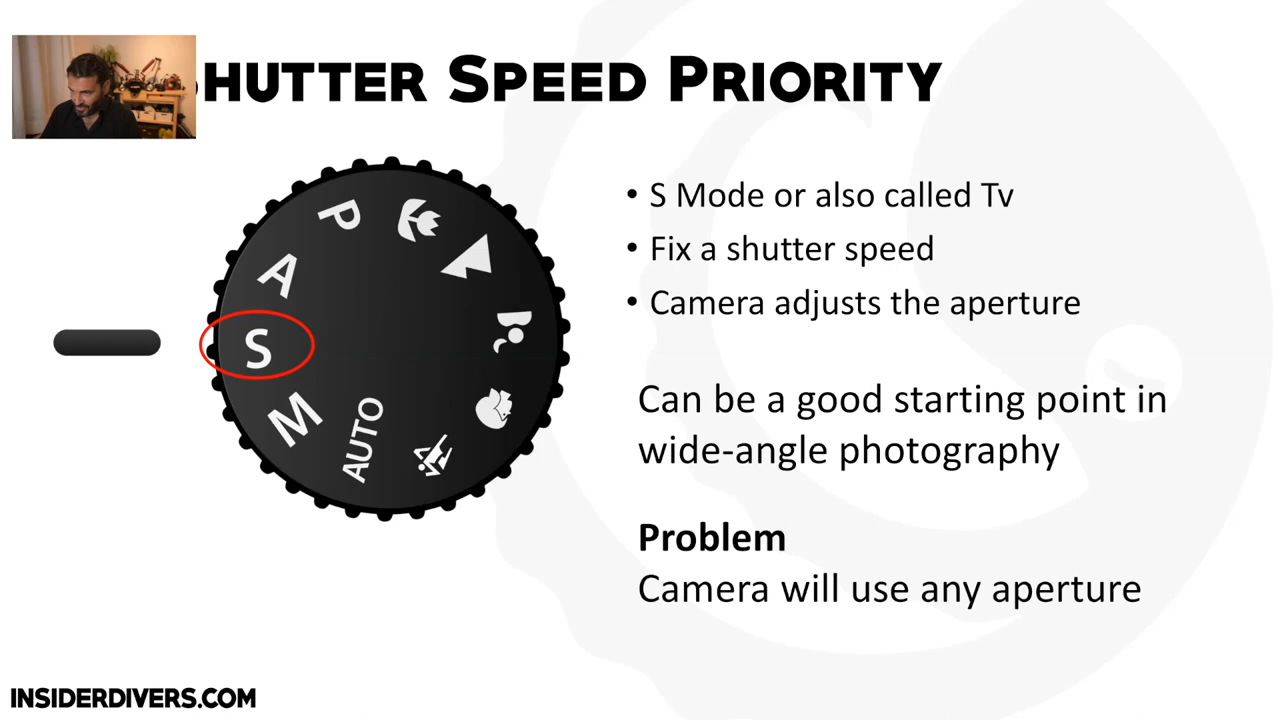 SHUTTER SPEED PRIORITY
P
A
S
M
AUTO
• S Mode or also called Tv
• Fix a shutter speed
• Camera adjusts the aperture
Can be a good starting point in
wide-angle photography
Problem
Camera will use any aperture
INSIDERDIVERS.COM